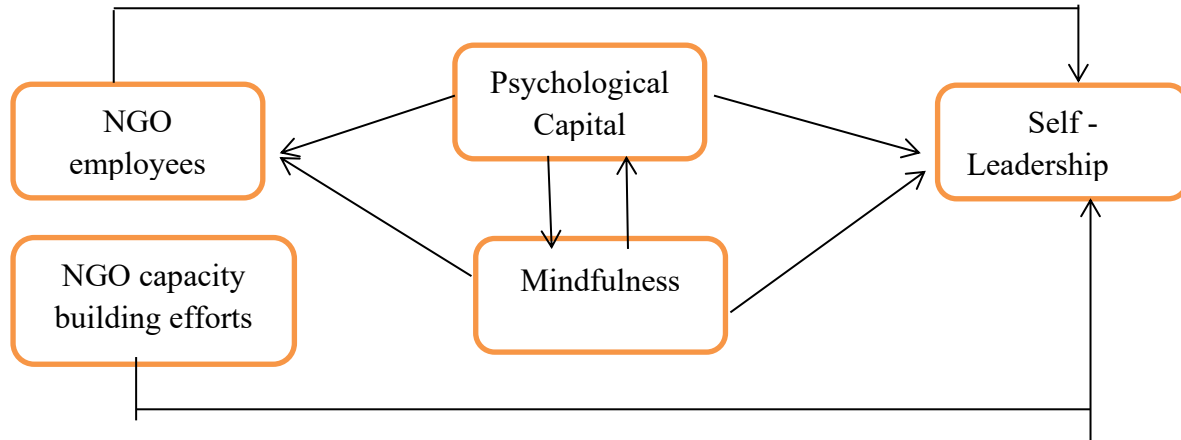 NGO
employees
Psychological
Capital
Self -
Leadership
NGO capacity
building efforts
Mindfulness